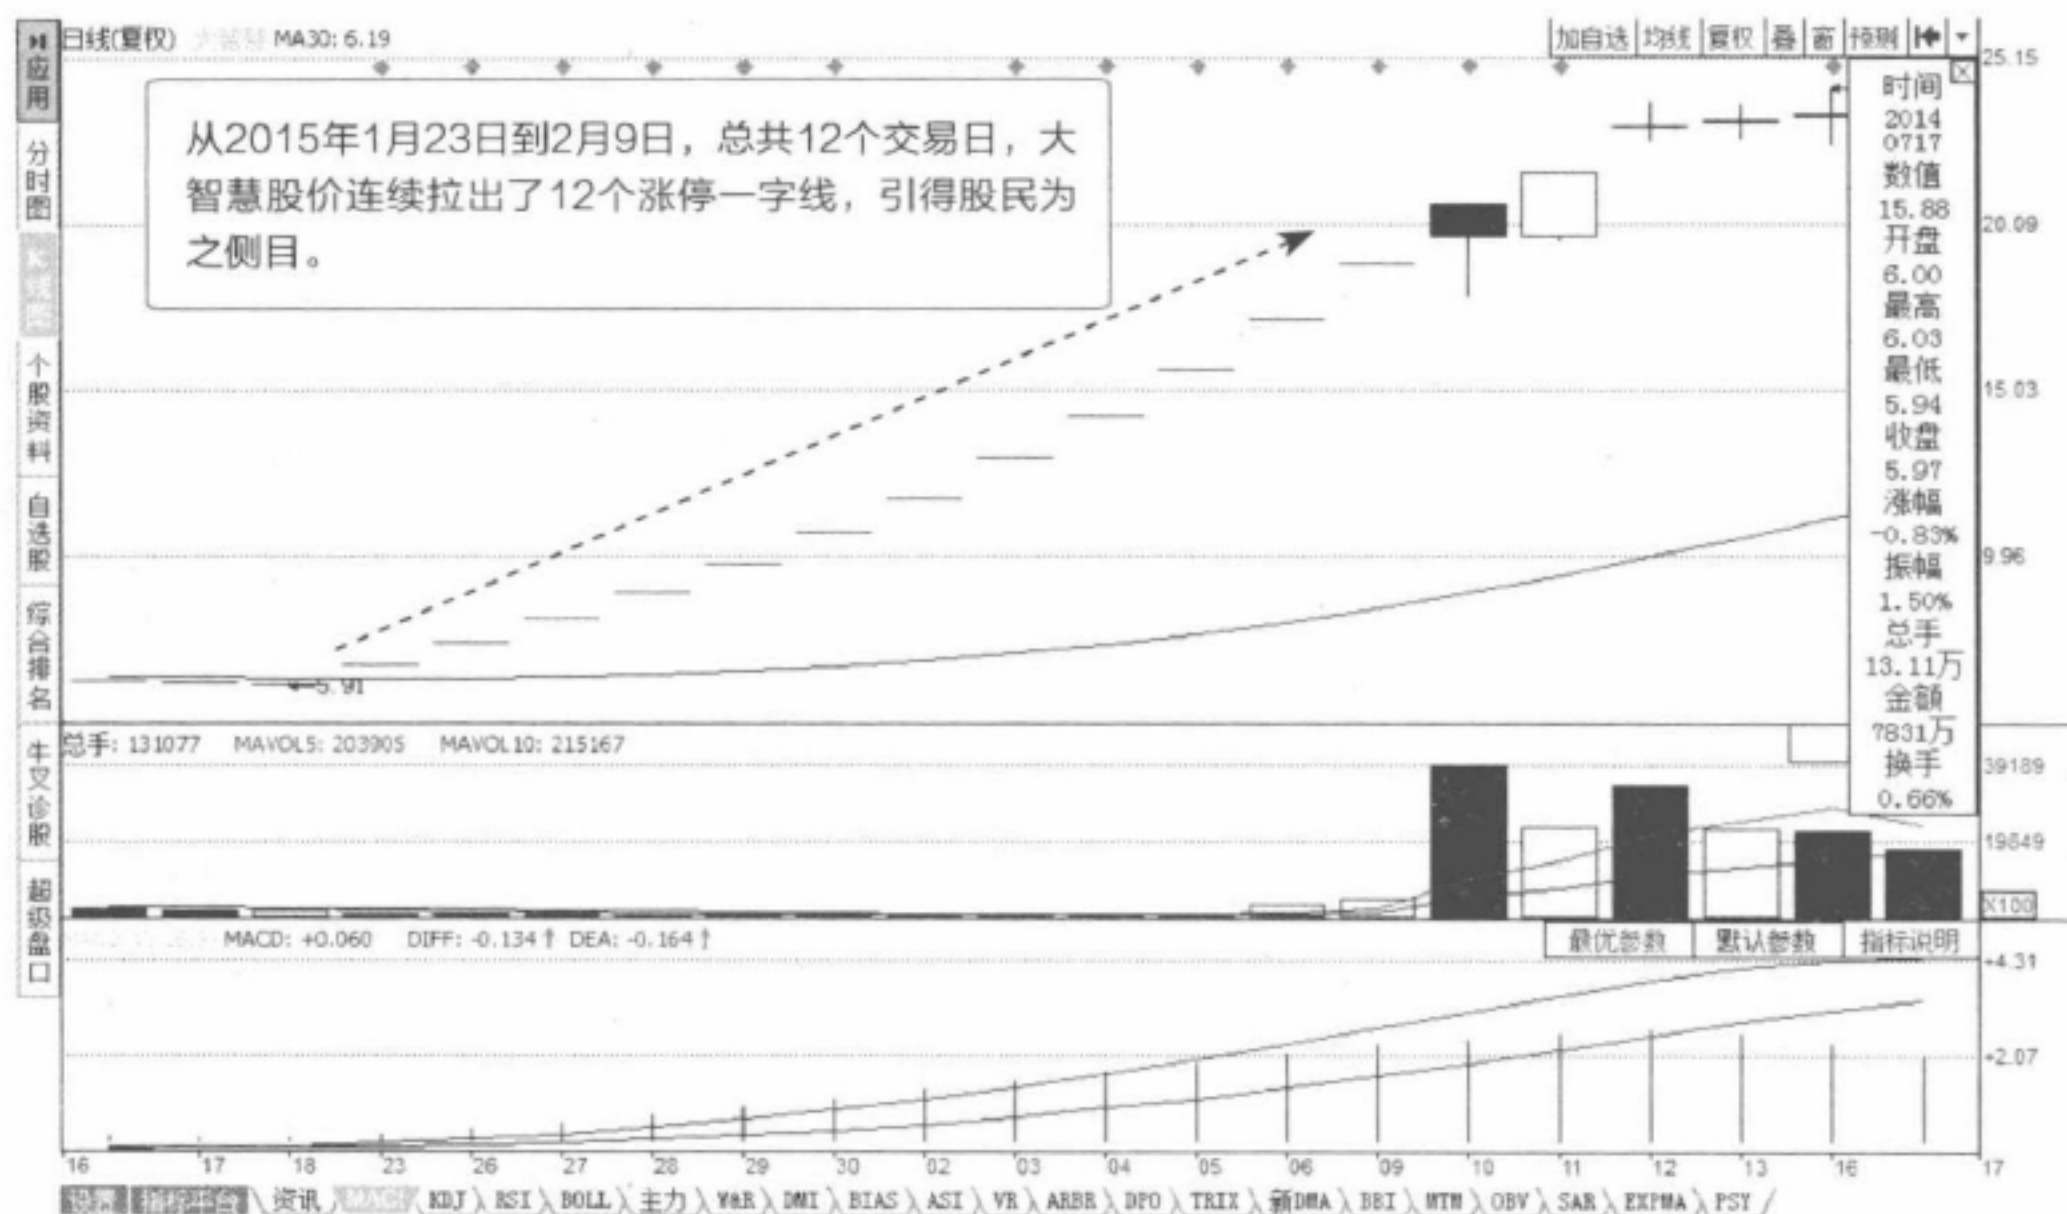 日线(复权) MA30: 6.19
加自选 均线 复权 叠 窗 预测
应用
分时图
个股资料
自选股
综合排名
牛叉诊股
超级盘口
从2015年1月23日到2月9日，总共12个交易日，大
智慧股价连续拉出了12个涨停一字线，引得股民为
之侧目。
5.91
25.15
20.09
15.03
9.96
时间
2014
0717
数值
15.88
开盘
6.00
最高
6.03
最低
5.94
收盘
5.97
涨幅
-0.83%
振幅
1.50%
总手
13.11万
金额
7831万
换手
0.66%
总手: 131077 MAVOL5: 203905 MAVOL10: 215167
39189
19649
X100
MACD: +0.060 DIFF: -0.134↑ DEA: -0.164↑
最优参数 默认参数 指标说明
+4.31
+2.07
16 17 18 23 26 27 28 29 30 02 03 04 05 06 09 10 11 12 13 16 17
资讯 MACD KDJ RSI BOLL 主力 W&R DMI BIAS ASI VR ARBR DPO TRIX 新DMA BBI MTM OBV SAR EXPMA PSY